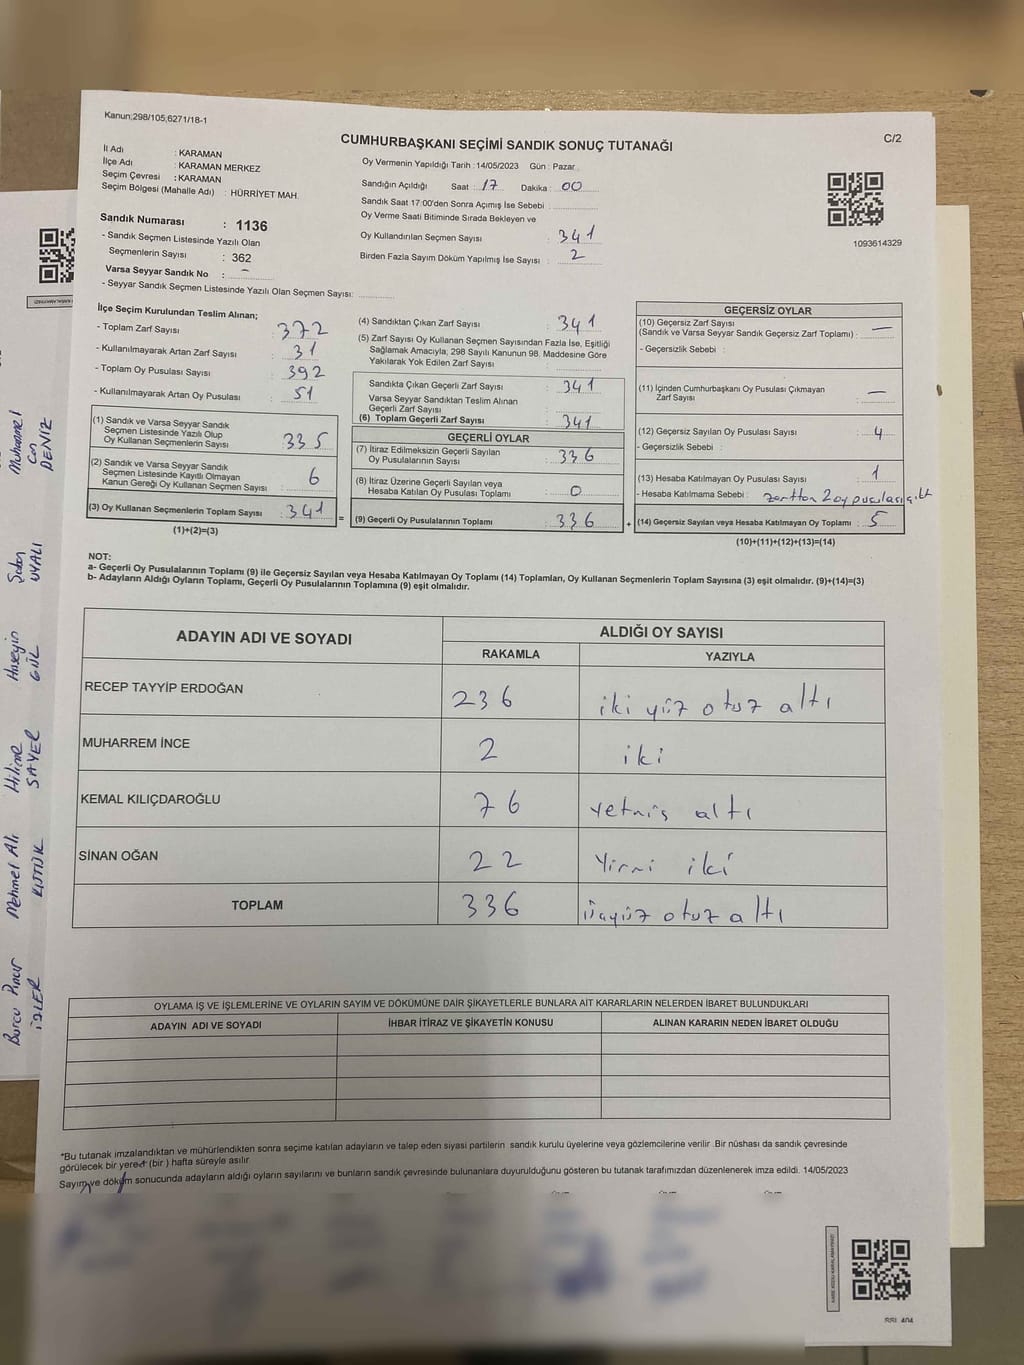 Kanun:298/105;6271/18-1
C/2
CUMHURBAŞKANI SEÇİMİ SANDIK SONUÇ TUTANAĞI
İl Adı : KARAMAN
İlçe Adı : KARAMAN MERKEZ
Seçim Çevresi : KARAMAN
Seçim Bölgesi (Mahalle Adı) : HÜRRİYET MAH.
Sandık Numarası : 1136
- Sandık Seçmen Listesinde Yazılı Olan
Seçmenlerin Sayısı : 362
Varsa Seyyar Sandık No : –
- Seyyar Sandık Seçmen Listesinde Yazılı Olan Seçmen Sayısı:
Oy Vermenin Yapıldığı Tarih : 14/05/2023 Gün : Pazar
Sandığın Açıldığı Saat : 17 Dakika : 00
Sandık Saat 17:00'den Sonra Açımış İse Sebebi :
Oy Verme Saati Bitiminde Sırada Bekleyen ve
Oy Kullandırılan Seçmen Sayısı : 341
Birden Fazla Sayım Döküm Yapılmış İse Sayısı : 2
1093614329
İlçe Seçim Kurulundan Teslim Alınan;
- Toplam Zarf Sayısı : 372
- Kullanılmayarak Artan Zarf Sayısı : 31
- Toplam Oy Pusulası Sayısı : 392
- Kullanılmayarak Artan Oy Pusulası : 51
(1) Sandık ve Varsa Seyyar Sandık
Seçmen Listesinde Yazılı Olup
Oy Kullanan Seçmenlerin Sayısı : 335
(2) Sandık ve Varsa Seyyar Sandık
Seçmen Listesinde Kayıtlı Olmayan
Kanun Gereği Oy Kullanan Seçmen Sayısı : 6
(3) Oy Kullanan Seçmenlerin Toplam Sayısı : 341
(1)+(2)=(3)
=
(4) Sandıktan Çıkan Zarf Sayısı : 341
(5) Zarf Sayısı Oy Kullanan Seçmen Sayısından Fazla İse, Eşitliği
Sağlamak Amacıyla; 298 Sayılı Kanunun 98. Maddesine Göre
Yakılarak Yok Edilen Zarf Sayısı :
Sandıkta Çıkan Geçerli Zarf Sayısı : 341
Varsa Seyyar Sandıktan Teslim Alınan
Geçerli Zarf Sayısı :
(6) Toplam Geçerli Zarf Sayısı : 341
GEÇERLİ OYLAR
(7) İtiraz Edilmeksizin Geçerli Sayılan
Oy Pusulalarının Sayısı : 336
(8) İtiraz Üzerine Geçerli Sayılan veya
Hesaba Katılan Oy Pusulası Toplamı : 0
(9) Geçerli Oy Pusulalarının Toplamı : 336
+
GEÇERSİZ OYLAR
(10) Geçersiz Zarf Sayısı
(Sandık ve Varsa Seyyar Sandık Geçersiz Zarf Toplamı) : —
- Geçersizlik Sebebi :
(11) İçinden Cumhurbaşkanı Oy Pusulası Çıkmayan
Zarf Sayısı : —
(12) Geçersiz Sayılan Oy Pusulası Sayısı : 4
- Geçersizlik Sebebi :
(13) Hesaba Katılmayan Oy Pusulası Sayısı : 1
- Hesaba Katılmama Sebebi : zarftan 2 oy pusulası çıktı
(14) Geçersiz Sayılan veya Hesaba Katılmayan Oy Toplamı : 5
(10)+(11)+(12)+(13)=(14)
NOT:
a- Geçerli Oy Pusulalarının Toplamı (9) ile Geçersiz Sayılan veya Hesaba Katılmayan Oy Toplamı (14) Toplamları, Oy Kullanan Seçmenlerin Toplam Sayısına (3) eşit olmalıdır. (9)+(14)=(3)
b- Adayların Aldığı Oyların Toplamı, Geçerli Oy Pusulalarının Toplamına (9) eşit olmalıdır.
ADAYIN ADI VE SOYADI
ALDIĞI OY SAYISI
RAKAMLA YAZIYLA
RECEP TAYYİP ERDOĞAN 236 iki yüz otuz altı
MUHARREM İNCE 2 iki
KEMAL KILIÇDAROĞLU 76 yetmiş altı
SİNAN OĞAN 22 Yirmi iki
TOPLAM 336 üçyüz otuz altı
OYLAMA İŞ VE İŞLEMLERİNE VE OYLARIN SAYIM VE DÖKÜMÜNE DAİR ŞİKAYETLERLE BUNLARA AİT KARARLARIN NELERDEN İBARET BULUNDUKLARI
ADAYIN ADI VE SOYADI İHBAR İTİRAZ VE ŞİKAYETİN KONUSU ALINAN KARARIN NEDEN İBARET OLDUĞU
*Bu tutanak imzalandıktan ve mühürlendikten sonra seçime katılan adayların ve talep eden siyasi partilerin sandık kurulu üyelerine veya gözlemcilerine verilir. Bir nüshası da sandık çevresinde
görülecek bir yered (bir ) hafta süreyle asılır.
Sayım ve döküm sonucunda adayların aldığı oyların sayılarını ve bunların sandık çevresinde bulunanlara duyurulduğunu gösteren bu tutanak tarafımızdan düzenlenerek imza edildi. 14/05/2023
Muhammet
Can
DENİZ
Şaban
UYALI
Hüseyin
GÜL
SAYER
Mehmet Ali
KÜTÜK
Burcu Pınar
İŞLER